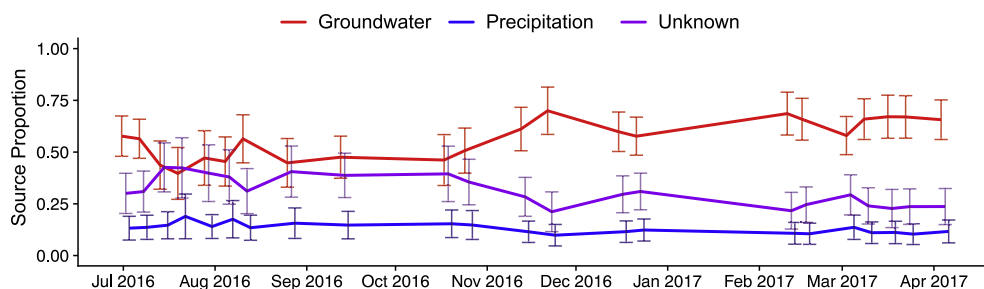 Groundwater Precipitation Unknown
Source Proportion
1.00
0.75
0.50
0.25
0.00
Jul 2016 Aug 2016 Sep 2016 Oct 2016 Nov 2016 Dec 2016 Jan 2017 Feb 2017 Mar 2017 Apr 2017